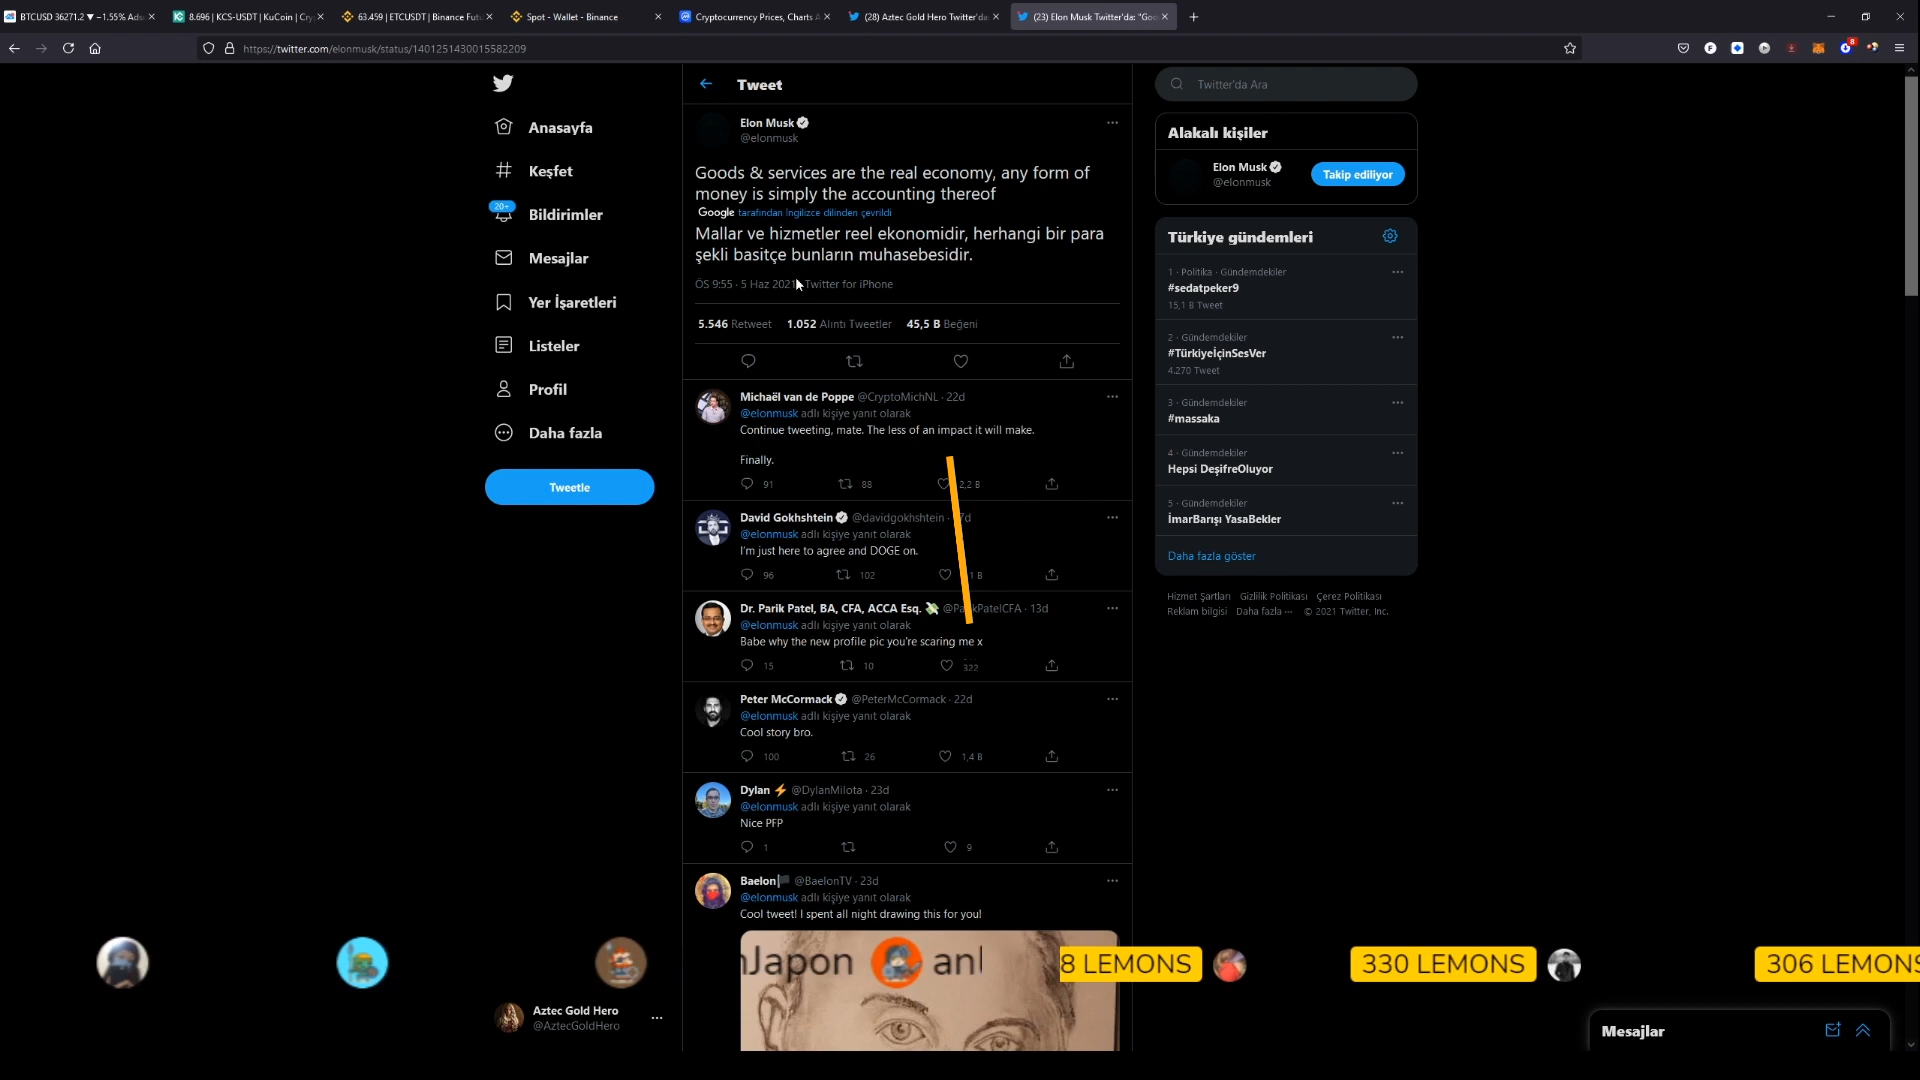 BTCUSD 36271.2 ▼ −1.55% Ads
8.696 | KCS-USDT | KuCoin | Cry
63.459 | ETCUSDT | Binance Futu
Spot - Wallet - Binance
Cryptocurrency Prices, Charts A
(28) Aztec Gold Hero Twitter'da:
(23) Elon Musk Twitter'da: "Goo
https://twitter.com/elonmusk/status/1401251430015582209
8
Anasayfa
Keşfet
20+
Bildirimler
Mesajlar
Yer İşaretleri
Listeler
Profil
Daha fazla
Tweetle
Aztec Gold Hero
@AztecGoldHero
Tweet
Elon Musk
@elonmusk
Goods & services are the real economy, any form of
money is simply the accounting thereof
Google tarafından İngilizce dilinden çevrildi
Mallar ve hizmetler reel ekonomidir, herhangi bir para
şekli basitçe bunların muhasebesidir.
ÖS 9:55 · 5 Haz 2021 Twitter for iPhone
5.546 Retweet 1.052 Alıntı Tweetler 45,5 B Beğeni
Michaël van de Poppe @CryptoMichNL · 22d
@elonmusk adlı kişiye yanıt olarak
Continue tweeting, mate. The less of an impact it will make.
Finally.
91 88 2,2 B
David Gokhshtein @davidgokhshtein ·
@elonmusk adlı kişiye yanıt olarak
I'm just here to agree and DOGE on.
96 102
Dr. Parik Patel, BA, CFA, ACCA Esq. 💸 @ParikPatelCFA · 13d
@elonmusk adlı kişiye yanıt olarak
Babe why the new profile pic you're scaring me x
15 10 322
Peter McCormack @PeterMcCormack · 22d
@elonmusk adlı kişiye yanıt olarak
Cool story bro.
100 26 1,4 B
Dylan ⚡ @DylanMilota · 23d
@elonmusk adlı kişiye yanıt olarak
Nice PFP
1 9
Baelon🏴 @BaelonTV · 23d
@elonmusk adlı kişiye yanıt olarak
Cool tweet! I spent all night drawing this for you!
Japon
8 LEMONS
330 LEMONS
306 LEMONS
Twitter'da Ara
Alakalı kişiler
Elon Musk
@elonmusk
Takip ediliyor
Türkiye gündemleri
1 · Politika · Gündemdekiler
#sedatpeker9
15,1 B Tweet
2 · Gündemdekiler
#TürkiyeİçinSesVer
4.270 Tweet
3 · Gündemdekiler
#massaka
4 · Gündemdekiler
Hepsi DeşifreOluyor
5 · Gündemdekiler
İmarBarışı YasaBekler
Daha fazla göster
Hizmet Şartları Gizlilik Politikası Çerez Politikası
Reklam bilgisi Daha fazla ··· © 2021 Twitter, Inc.
Mesajlar